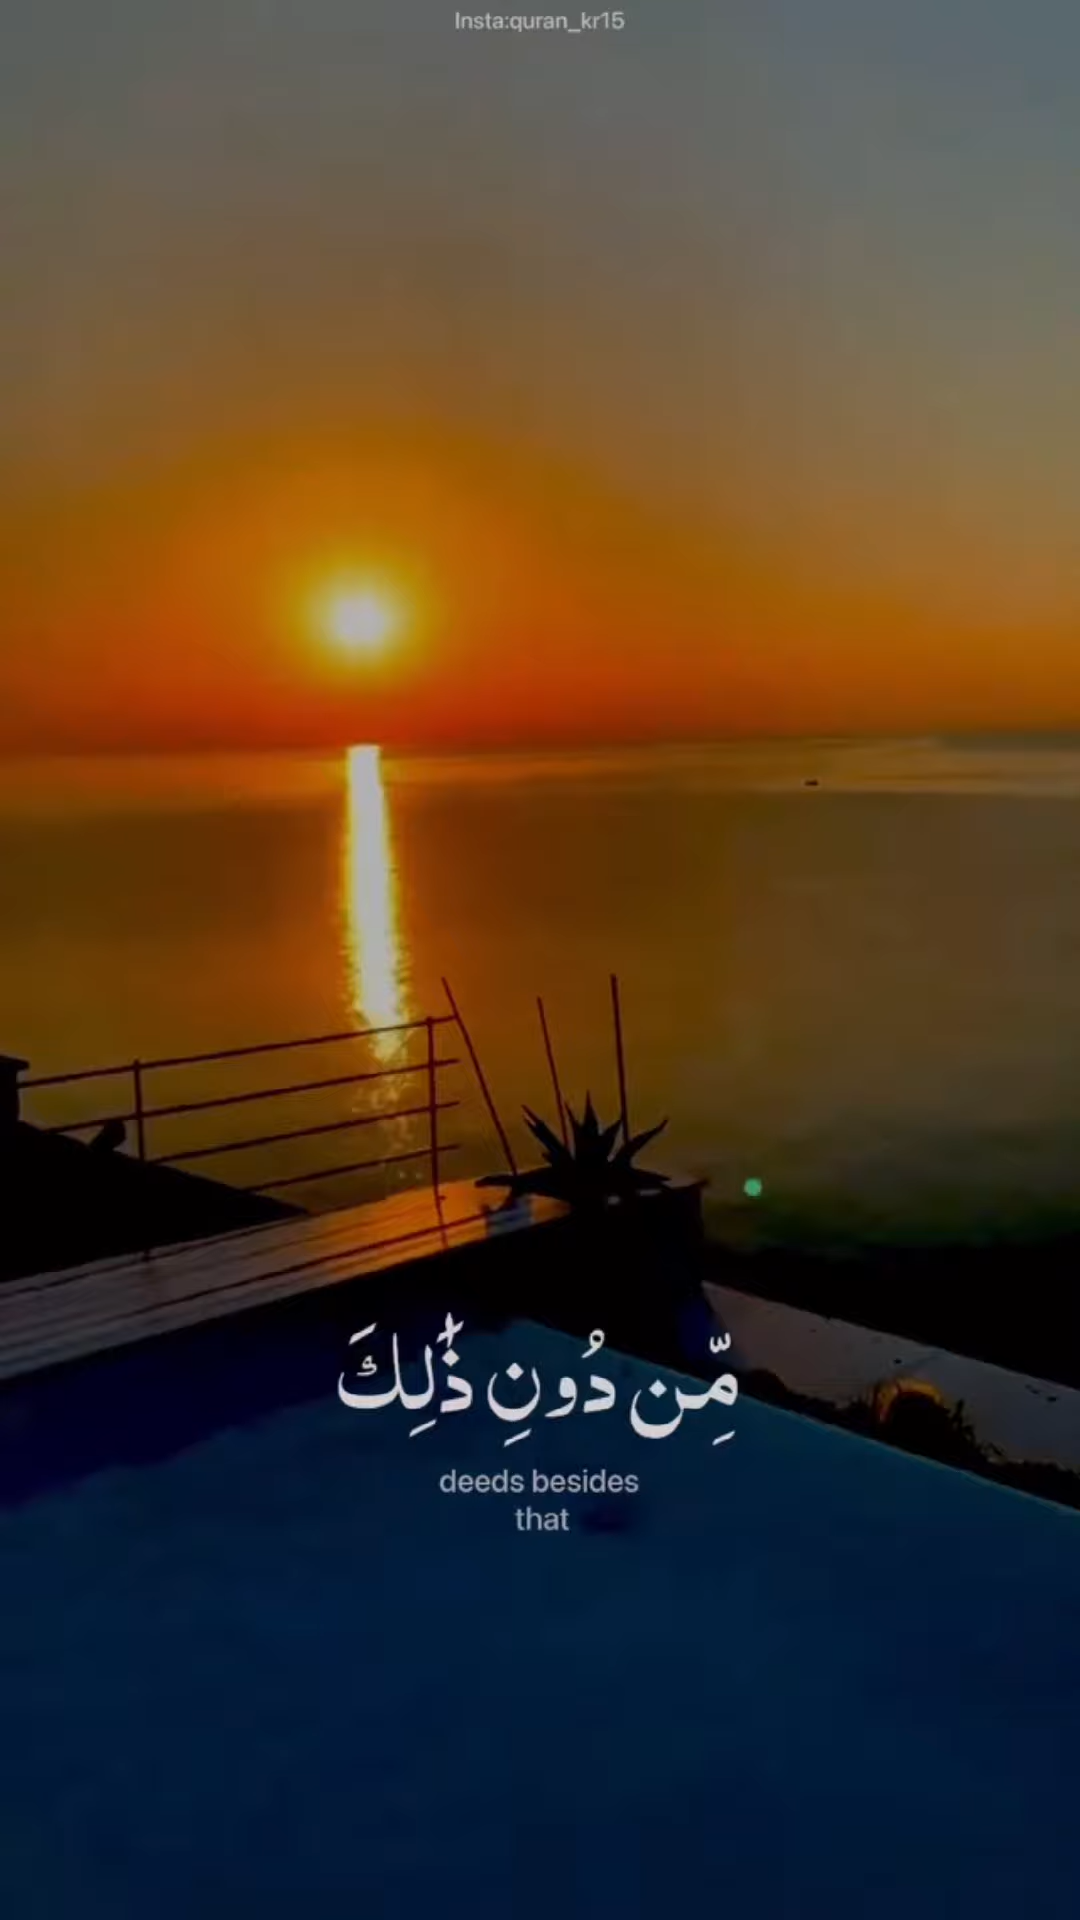 Insta:quran_kr15
مِّن دُونِ ذَٰلِكَ
deeds besides
that